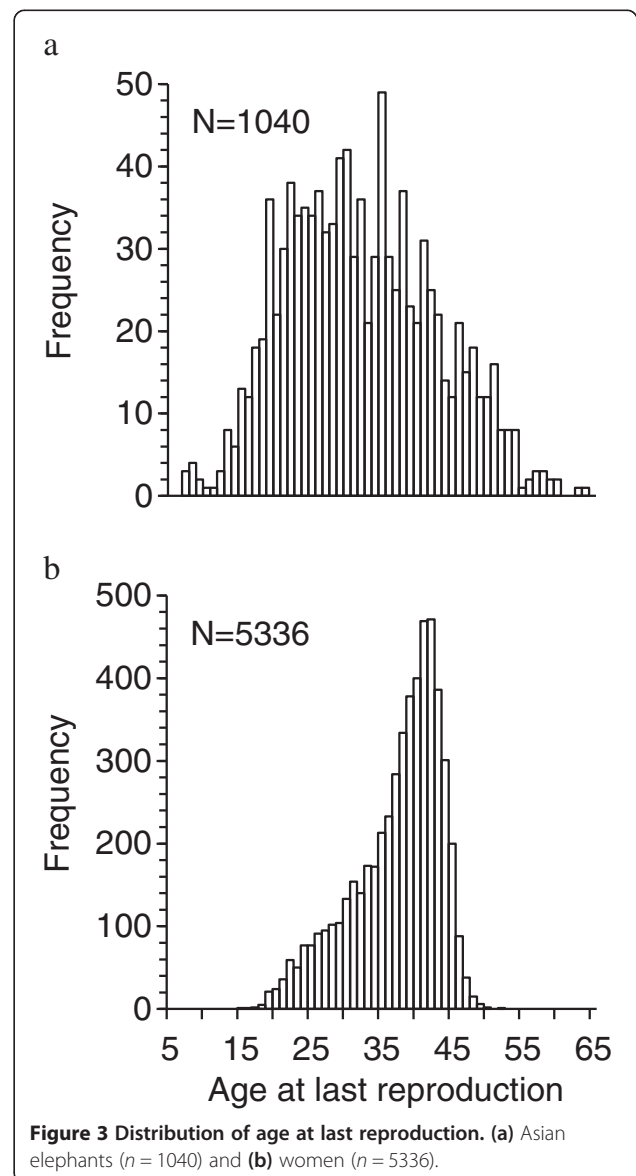 a
50
40
30
20
10
0
Frequency
N=1040
b
500
400
300
200
100
0
Frequency
N=5336
5 15 25 35 45 55 65
Age at last reproduction
Figure 3 Distribution of age at last reproduction. (a) Asian
elephants (n = 1040) and (b) women (n = 5336).